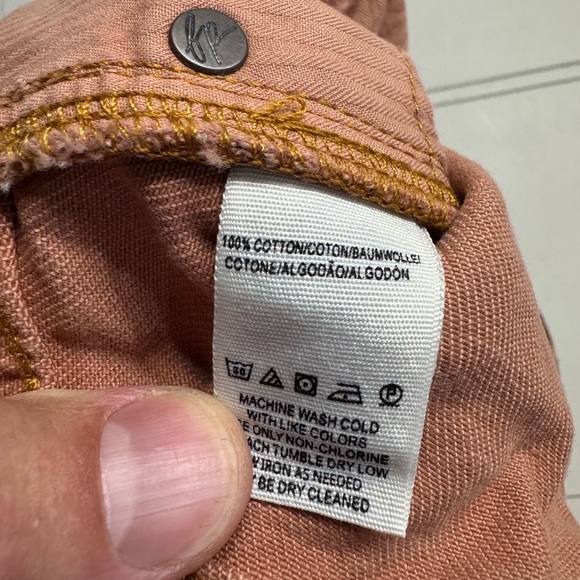 100% COTTON/COTON/BAUMWOLLE/
COTONE/ALGODÃO/ALGODÓN
30
P
MACHINE WASH COLD
WITH LIKE COLORS
ONLY NON-CHLORINE
TUMBLE DRY LOW
IRON AS NEEDED
BE DRY CLEANED